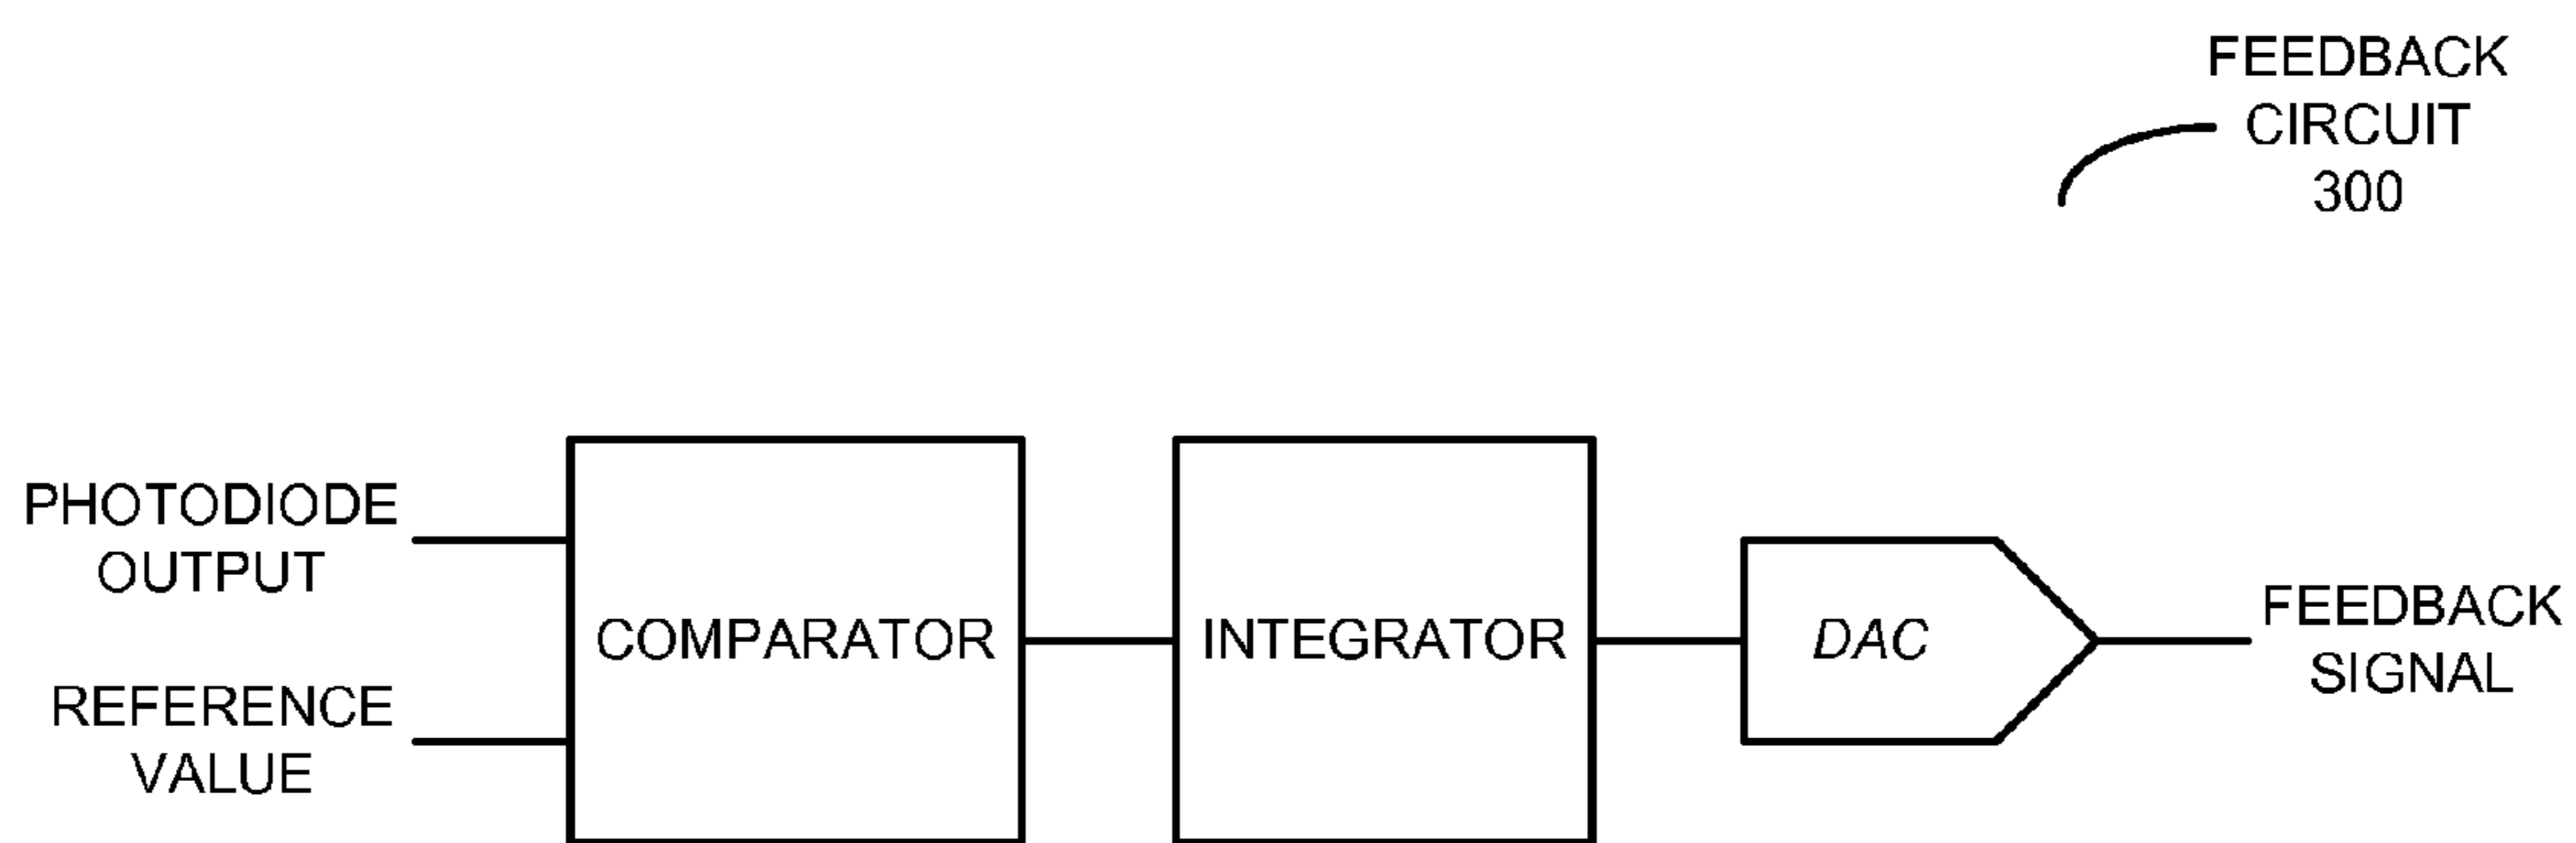 FEEDBACK
CIRCUIT
300
PHOTODIODE
OUTPUT
REFERENCE
VALUE
COMPARATOR
INTEGRATOR
DAC
FEEDBACK
SIGNAL